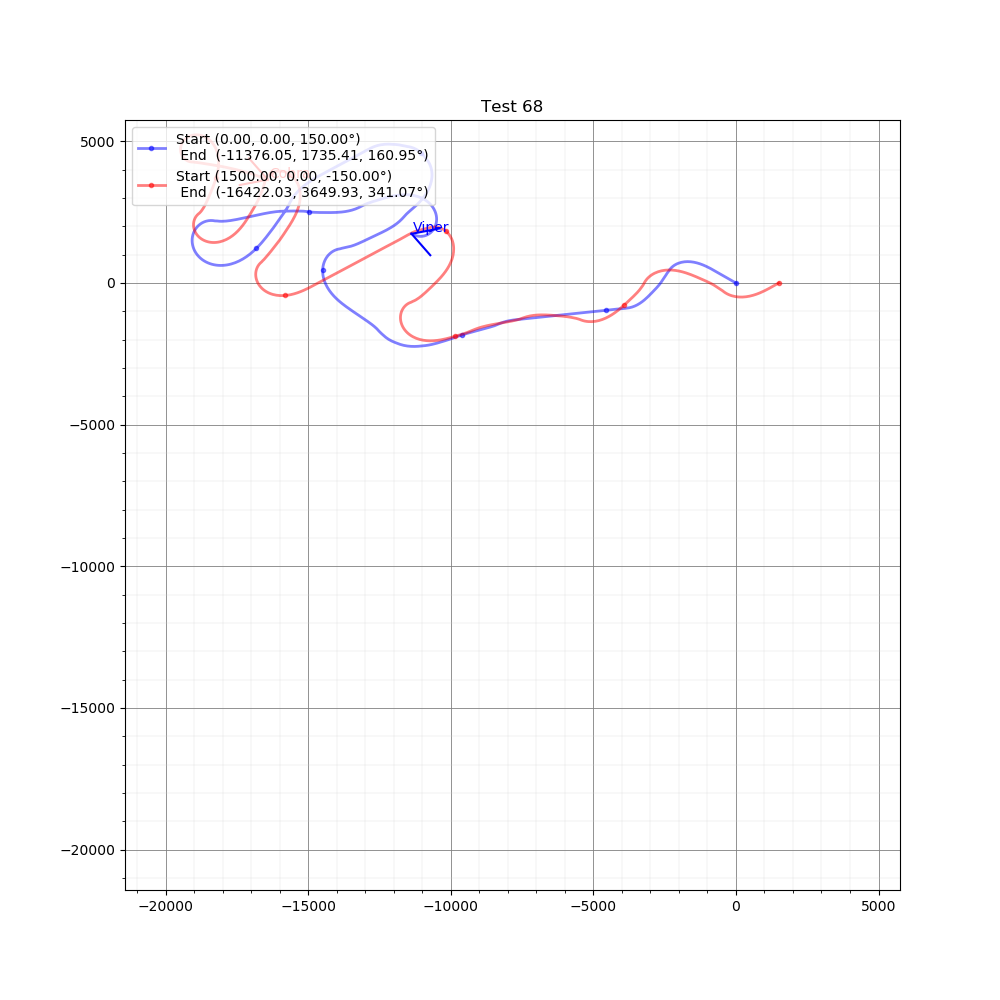 Test 68
Start (0.00, 0.00, 150.00°)
End (-11376.05, 1735.41, 160.95°)
Start (1500.00, 0.00, -150.00°)
End (-16422.03, 3649.93, 341.07°)
Viper
5000
0
−5000
−10000
−15000
−20000
−20000 −15000 −10000 −5000 0 5000